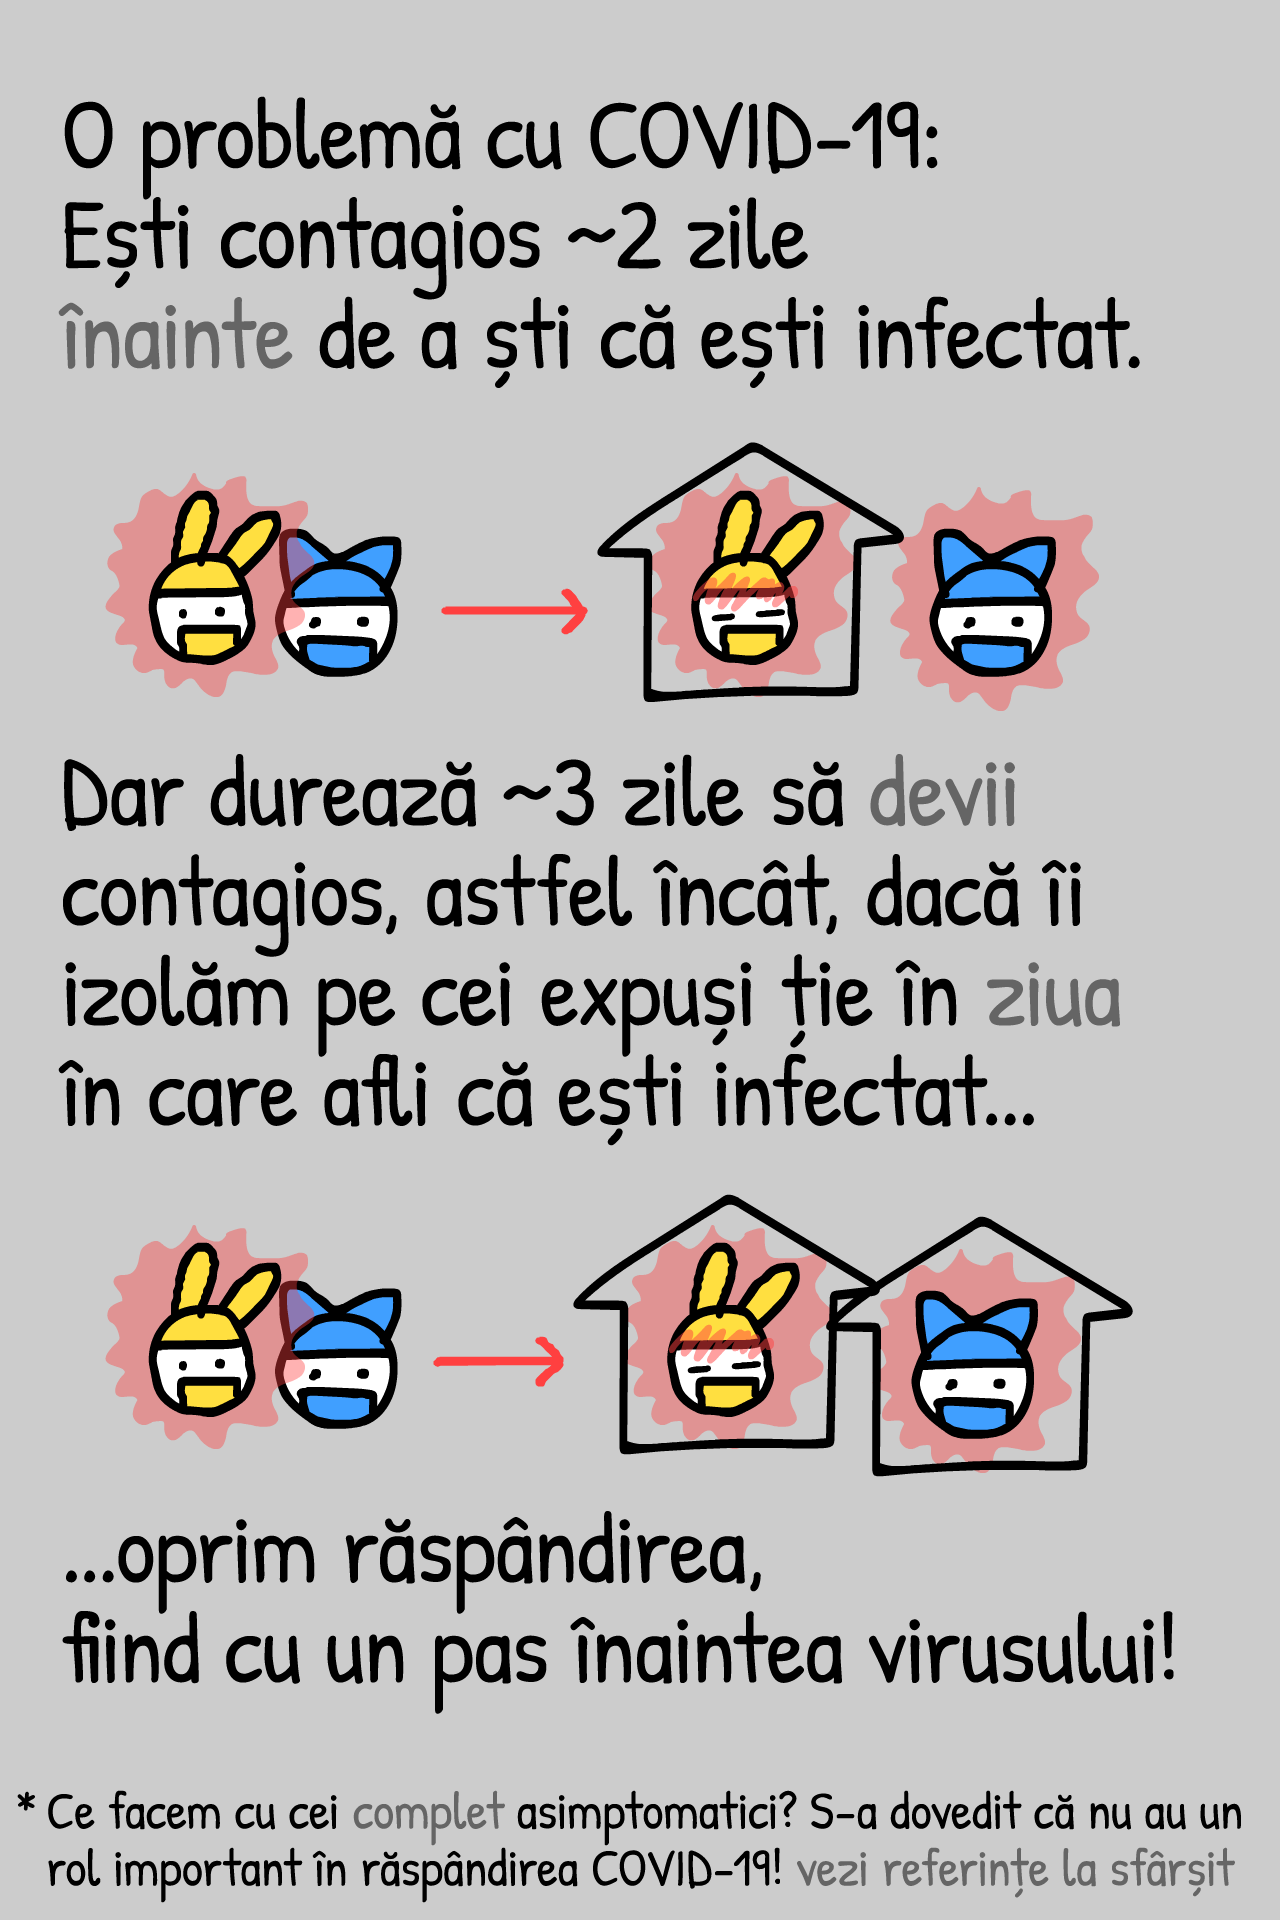 O problemă cu COVID-19:
Ești contagios ~2 zile
înainte de a ști că ești infectat.
Dar durează ~3 zile să devii
contagios, astfel încât, dacă îi
izolăm pe cei expuși ție în ziua
în care afli că ești infectat...
...oprim răspândirea,
fiind cu un pas înaintea virusului!
* Ce facem cu cei complet asimptomatici? S-a dovedit că nu au un
rol important în răspândirea COVID-19! vezi referințe la sfârșit